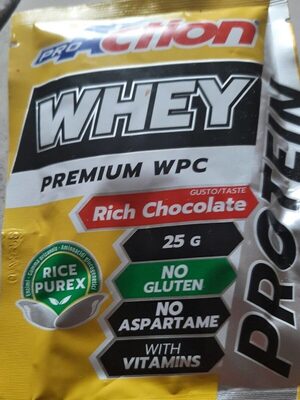 PROACtion
WHEY
PREMIUM WPC
GUSTO/TASTE
Rich Chocolate
25 G
NO
GLUTEN
NO
ASPARTAME
WITH
VITAMINS
RICE
PUREX
PROTEIN